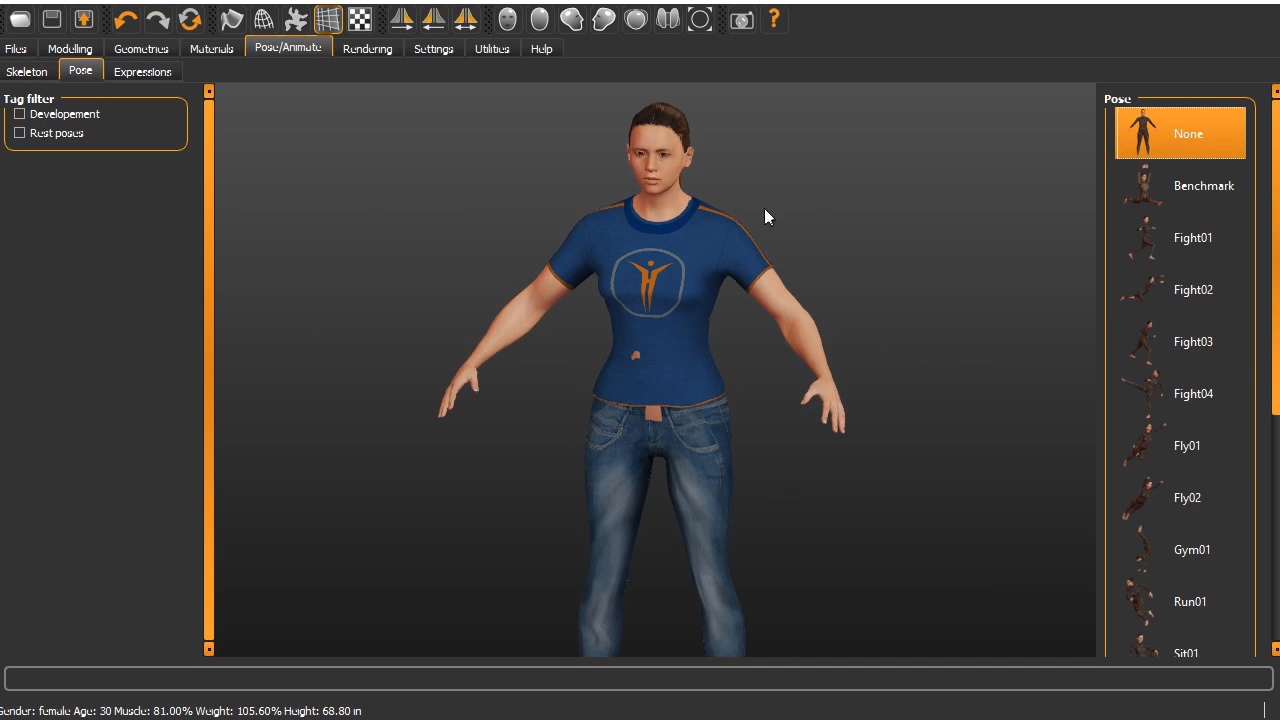 Files Modelling Geometries Materials Pose/Animate Rendering Settings Utilities Help
Skeleton Pose Expressions
Tag filter
Developement
Rest poses
Pose
None
Benchmark
Fight01
Fight02
Fight03
Fight04
Fly01
Fly02
Gym01
Run01
Sit01
Gender: female Age: 30 Muscle: 81.00% Weight: 105.60% Height: 68.80 in